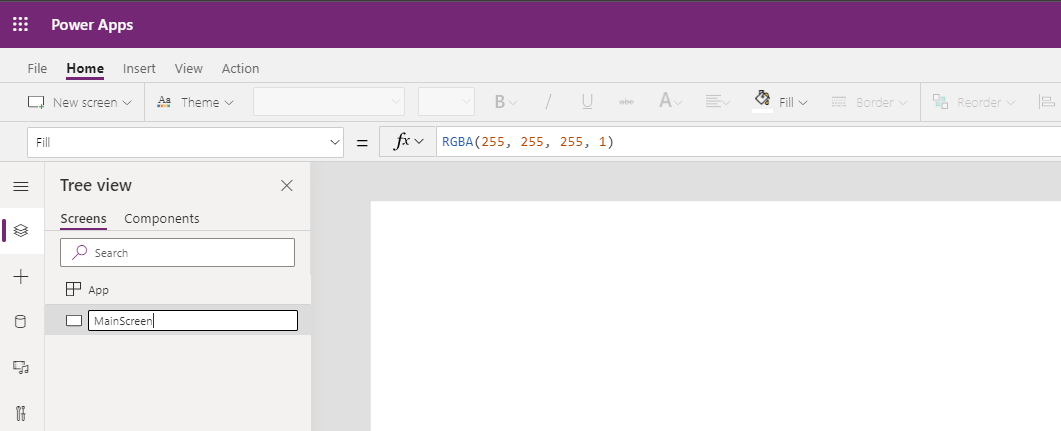 Power Apps
File Home Insert View Action
New screen Aa Theme B / U abc A Fill Border Reorder
Fill = fx RGBA(255, 255, 255, 1)
Tree view
Screens Components
Search
App
MainScreen